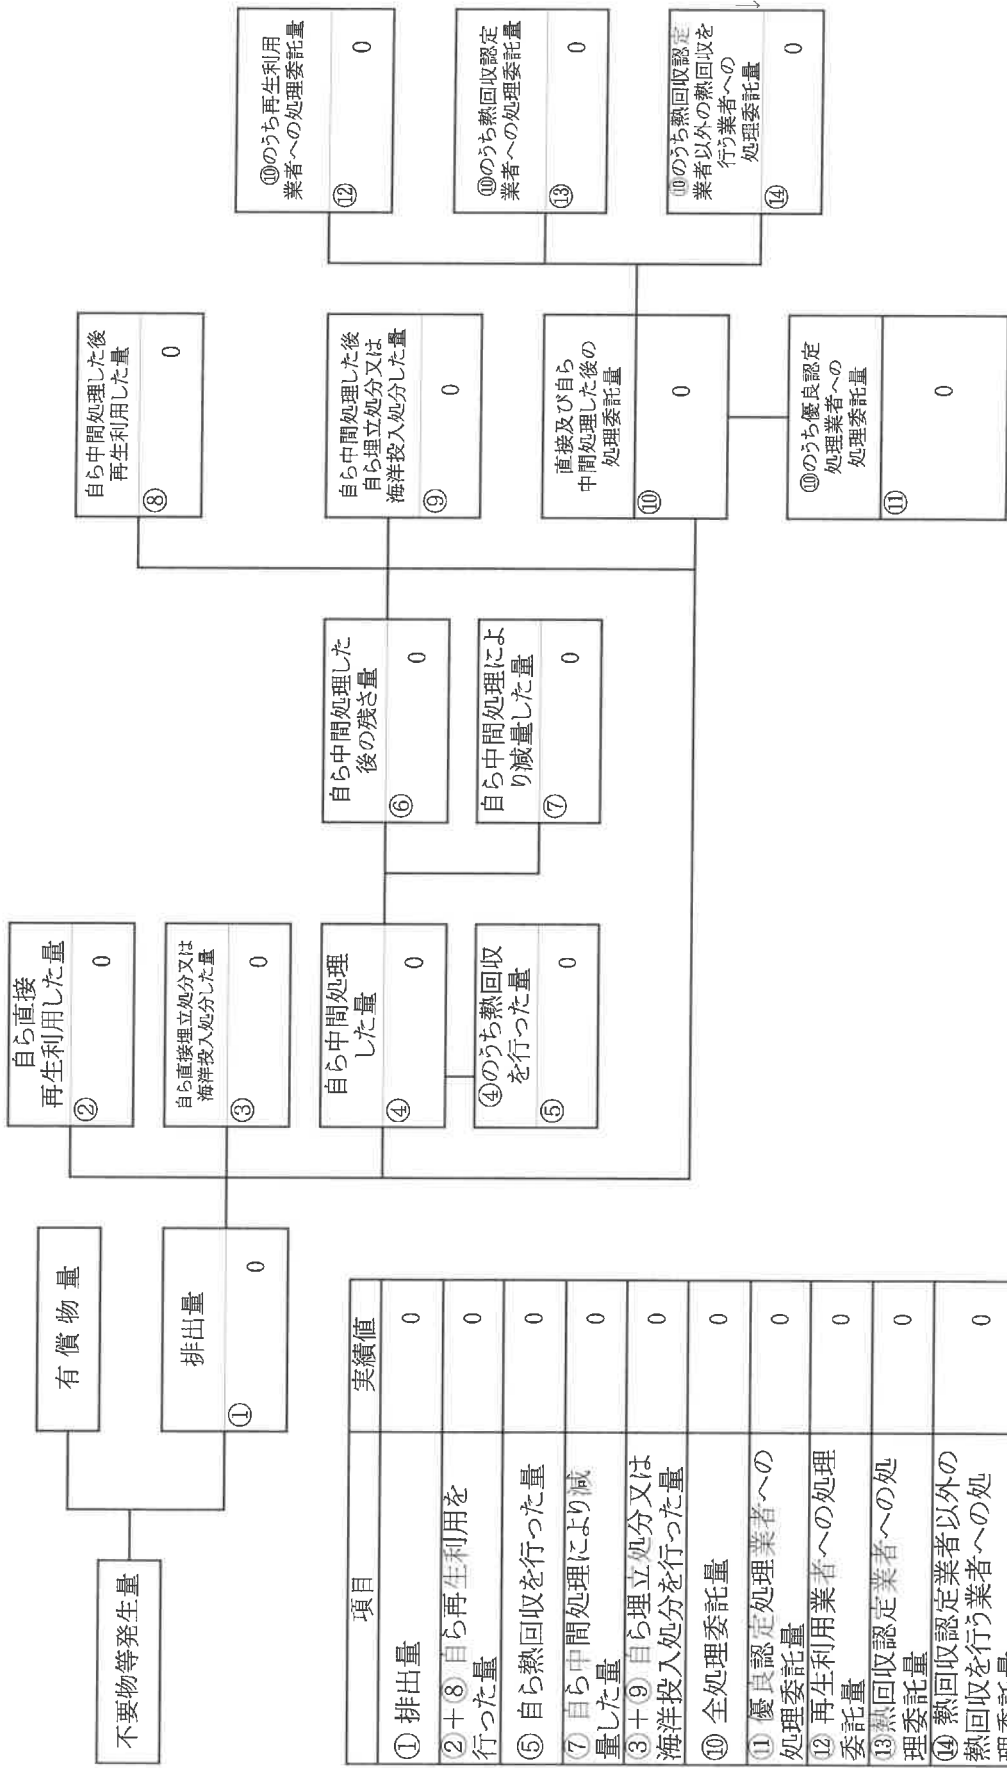 不要物等発生量
有償物量
排出量
①
0
自ら直接
再生利用した量
②
0
自ら直接埋立処分又は
海洋投入処分した量
③
0
自ら中間処理
した量
④
0
④のうち熱回収
を行った量
⑤
0
自ら中間処理した
後の残さ量
⑥
0
自ら中間処理によ
り減量した量
⑦
0
自ら中間処理した後
再生利用した量
⑧
0
自ら中間処理した後
自ら埋立処分又は
海洋投入処分した量
⑨
0
直接及び自ら
中間処理した後の
処理委託量
⑩
0
⑩のうち優良認定
処理業者への
処理委託量
⑪
0
⑩のうち再生利用
業者への処理委託量
⑫
0
⑩のうち熱回収認定
業者への処理委託量
⑬
0
⑩のうち熱回収認定
業者以外の熱回収を
行う業者への
処理委託量
⑭
0
項目 実績値
①排出量 0
②+⑧自ら再生利用を
行った量 0
⑤自ら熱回収を行った量 0
⑦自ら中間処理により減
量した量 0
③+⑨自ら埋立処分又は
海洋投入処分を行った量 0
⑩全処理委託量 0
⑪優良認定処理業者への
処理委託量 0
⑫再生利用業者への処理
委託量 0
⑬熱回収認定業者への処
理委託量 0
⑭熱回収認定業者以外の
熱回収を行う業者への処
理委託量 0